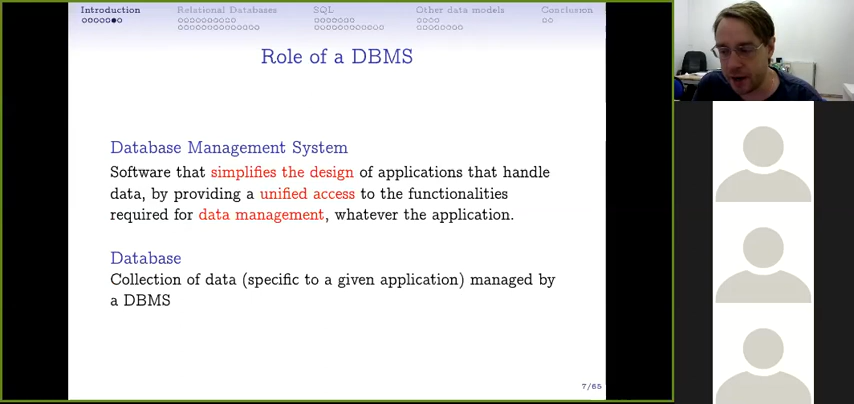 Introduction
Relational Databases
SQL
Other data models
Conclusion
Role of a DBMS
Database Management System
Software that simplifies the design of applications that handle
data, by providing a unified access to the functionalities
required for data management, whatever the application.
Database
Collection of data (specific to a given application) managed by
a DBMS
7/65